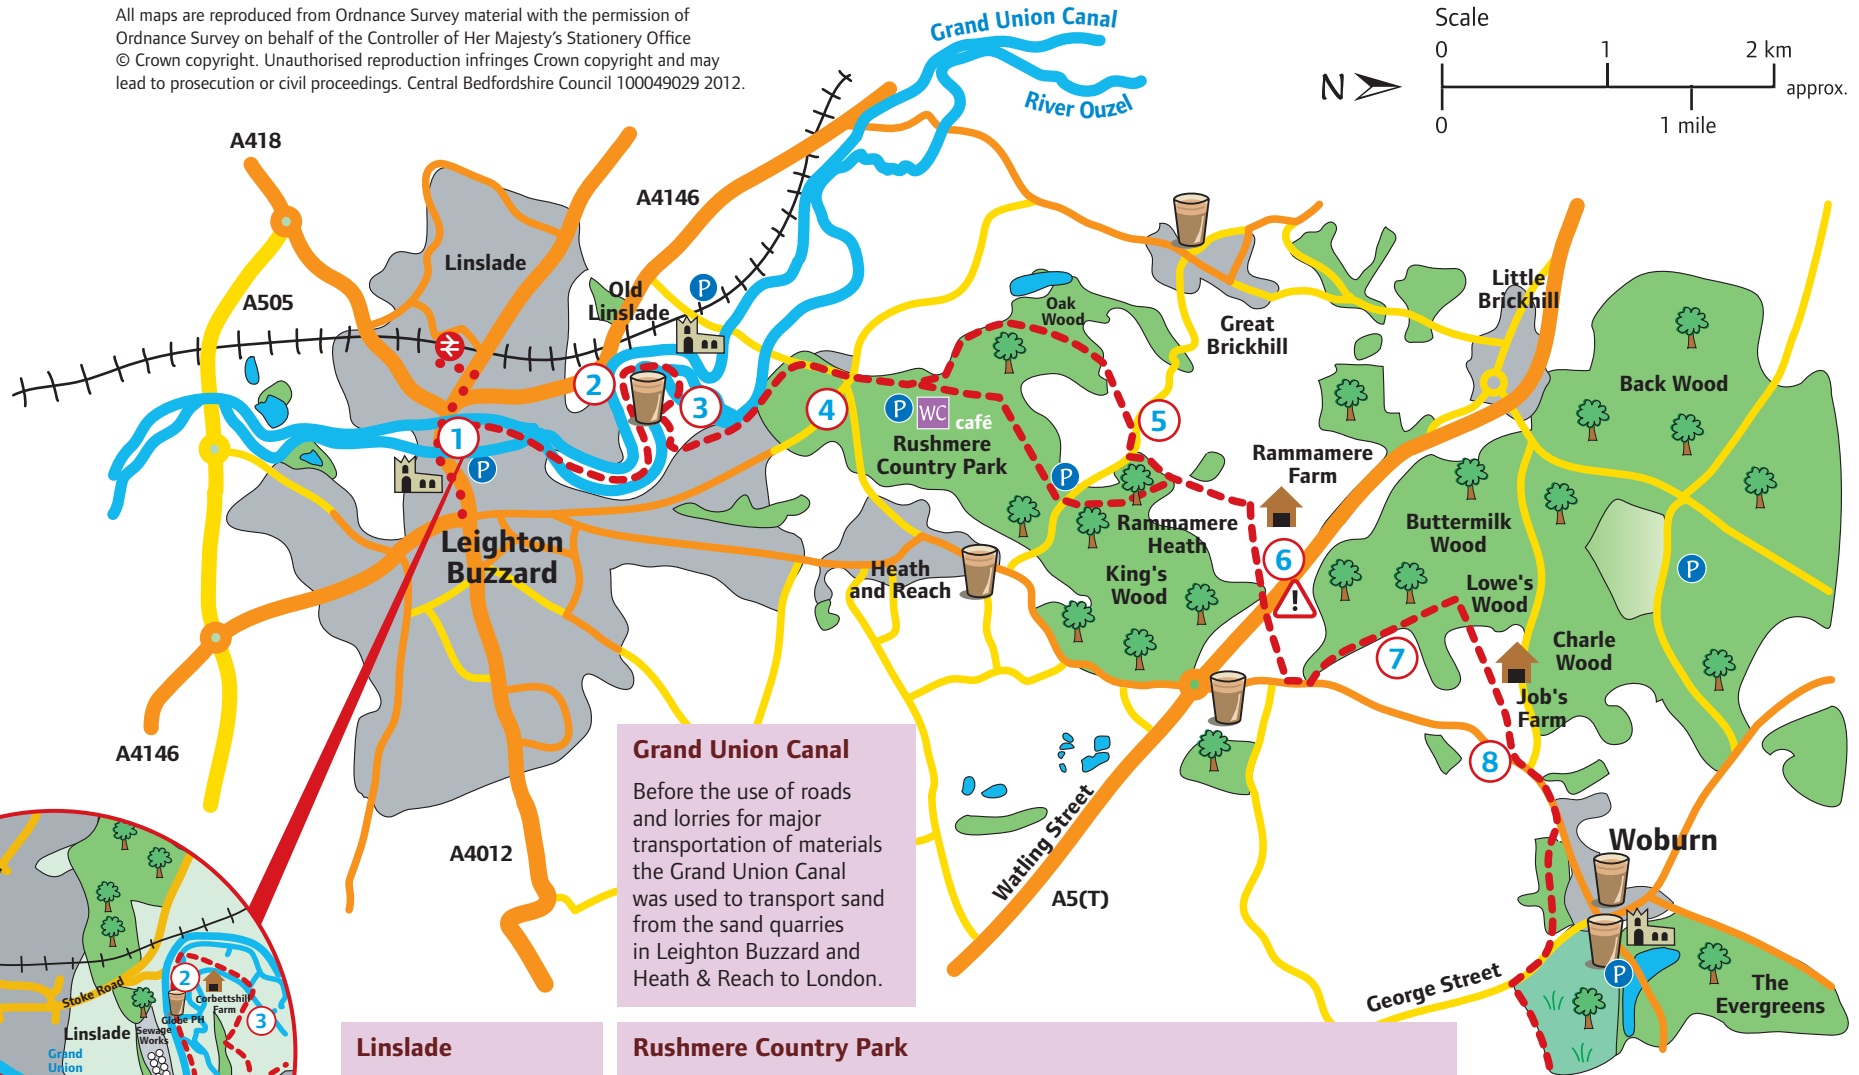 All maps are reproduced from Ordnance Survey material with the permission of
Ordnance Survey on behalf of the Controller of Her Majesty's Stationery Office
© Crown copyright. Unauthorised reproduction infringes Crown copyright and may
lead to prosecution or civil proceedings. Central Bedfordshire Council 100049029 2012.
Grand Union Canal
River Ouzel
Scale
0 1 2 km
N
approx.
0 1 mile
A418
A4146
Linslade
A505
Old
Linslade
P
Oak
Wood
Great
Brickhill
Little
Brickhill
Back Wood
2
3
4
5
P
WC
café
Rushmere
Country Park
1
P
P
Rammamere
Farm
Rammamere
Heath
Buttermilk
Wood
Leighton
Buzzard
Heath
and Reach
King's
Wood
6
!
Lowe's
Wood
P
7
Charle
Wood
Job's
Farm
A4146
8
A4012
Watling Street
A5(T)
Woburn
P
George Street
The
Evergreens
Grand Union Canal
Before the use of roads
and lorries for major
transportation of materials
the Grand Union Canal
was used to transport sand
from the sand quarries
in Leighton Buzzard and
Heath & Reach to London.
Stoke Road
2
Corbettshill
Farm
Globe PH
3
Linslade
Sewage
Works
Grand
Union
Linslade
Rushmere Country Park